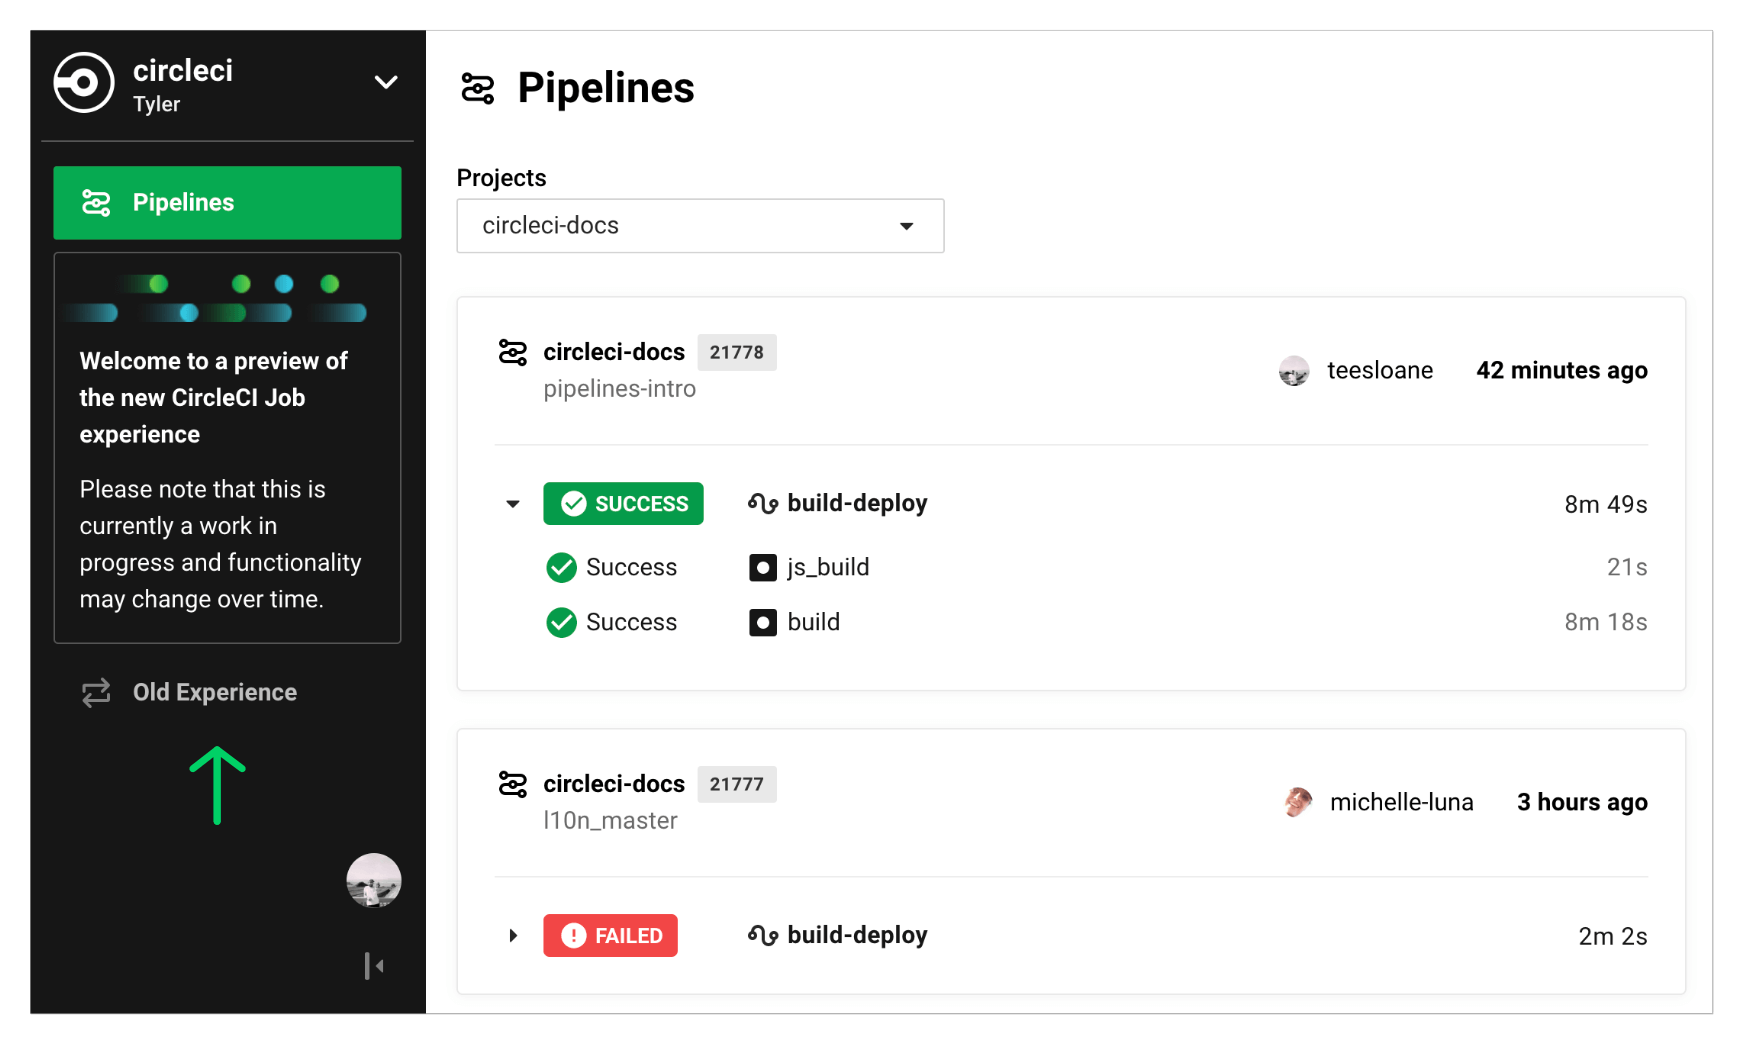 circleci
Tyler
Pipelines
Welcome to a preview of
the new CircleCI Job
experience
Please note that this is
currently a work in
progress and functionality
may change over time.
Old Experience
Pipelines
Projects
circleci-docs
circleci-docs 21778
pipelines-intro
teesloane 42 minutes ago
SUCCESS build-deploy 8m 49s
Success js_build 21s
Success build 8m 18s
circleci-docs 21777
l10n_master
michelle-luna 3 hours ago
FAILED build-deploy 2m 2s